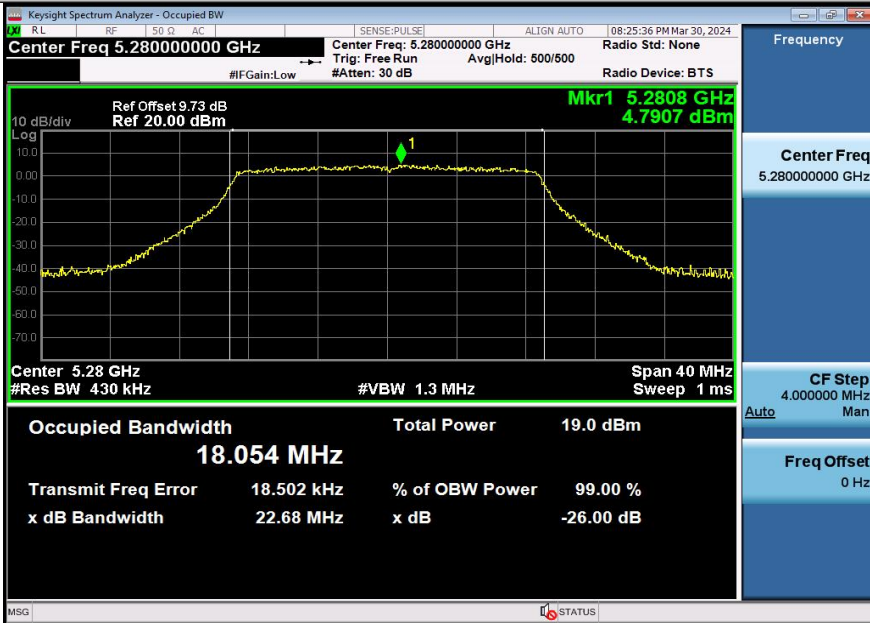 Keysight Spectrum Analyzer - Occupied BW
LXI RL RF 50 Ω AC SENSE:PULSE ALIGN AUTO 08:25:36 PM Mar 30, 2024
Center Freq 5.280000000 GHz
Center Freq: 5.280000000 GHz
Radio Std: None
Trig: Free Run Avg|Hold: 500/500
#IFGain:Low
#Atten: 30 dB
Radio Device: BTS
Ref Offset 9.73 dB
10 dB/div Ref 20.00 dBm
Mkr1 5.2808 GHz
4.7907 dBm
Log
1
10.0
0.00
-10.0
-20.0
-30.0
-40.0
-50.0
-60.0
-70.0
Center 5.28 GHz
Span 40 MHz
#Res BW 430 kHz
#VBW 1.3 MHz
Sweep 1 ms
Occupied Bandwidth
18.054 MHz
Total Power 19.0 dBm
Transmit Freq Error 18.502 kHz
% of OBW Power 99.00 %
x dB Bandwidth 22.68 MHz
x dB -26.00 dB
Frequency
Center Freq
5.280000000 GHz
CF Step
4.000000 MHz
Auto Man
Freq Offset
0 Hz
MSG
STATUS